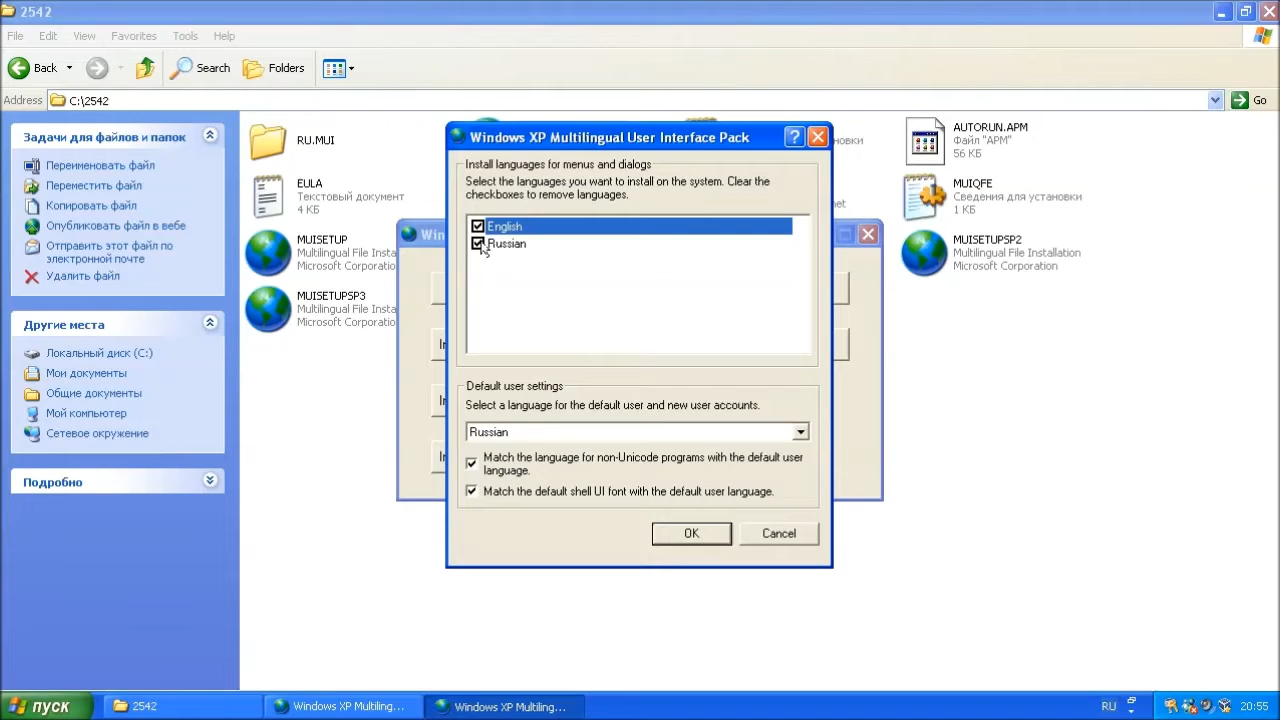 2542
File Edit View Favorites Tools Help
Back Search Folders
Address C:\2542 Go
Задачи для файлов и папок
Переименовать файл
Переместить файл
Копировать файл
Опубликовать файл в вебе
Отправить этот файл по
электронной почте
Удалить файл
Другие места
Локальный диск (C:)
Мои документы
Общие документы
Мой компьютер
Сетевое окружение
Подробно
RU.MUI
EULA
Текстовый документ
4 КБ
MUISETUP
Multilingual File Installa
Microsoft Corporatio
MUISETUPSP3
Multilingual File Insta
Microsoft Corporatio
AUTORUN.APM
Файл "APM"
56 КБ
MUIQFE
Сведения для установки
1 КБ
MUISETUPSP2
Multilingual File Installation
Microsoft Corporation
Win
Windows XP Multilingual User Interface Pack
Install languages for menus and dialogs
Select the languages you want to install on the system. Clear the
checkboxes to remove languages.
English
Russian
Default user settings
Select a language for the default user and new user accounts.
Russian
Match the language for non-Unicode programs with the default user
language.
Match the default shell UI font with the default user language.
OK Cancel
пуск 2542 Windows XP Multiling... Windows XP Multiling... RU 20:55